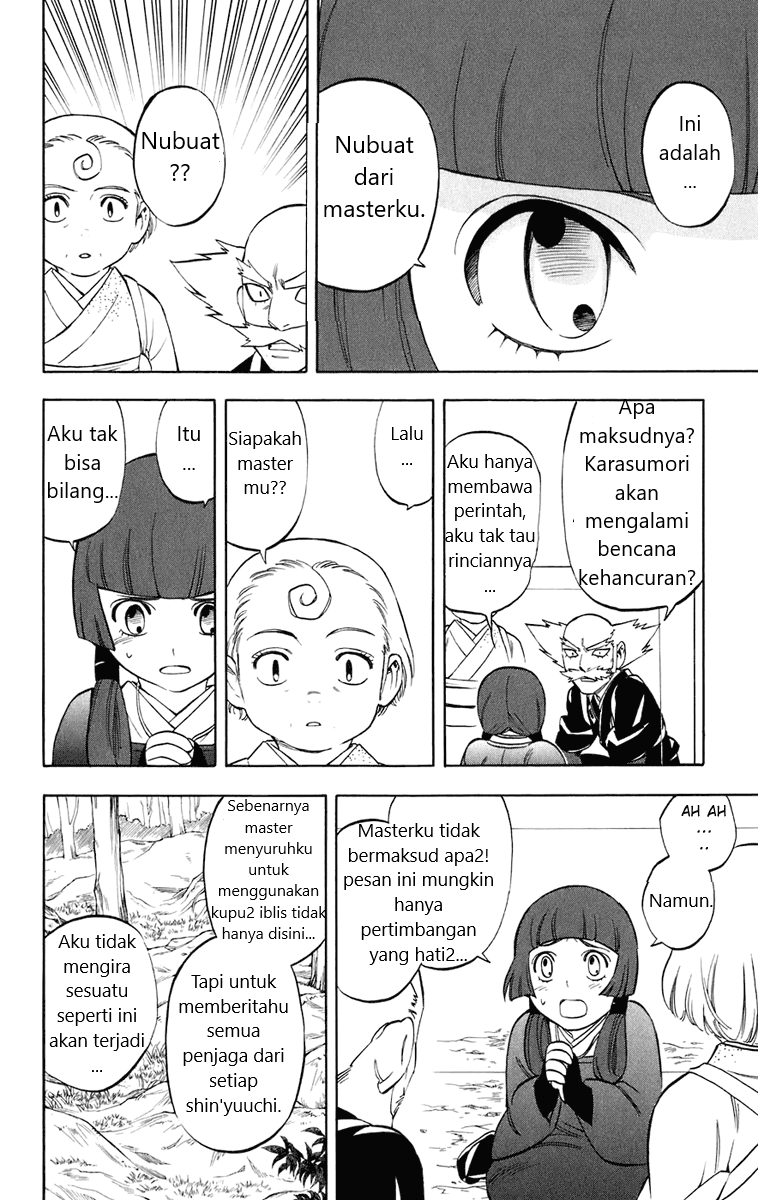 Ini
adalah
...
Nubuat
dari
masterku.
Nubuat
??
Apa
maksudnya?
Karasumori
akan
mengalami
bencana
kehancuran?
Aku hanya
membawa
perintah,
aku tak tau
rinciannya
...
Lalu
...
Siapakah
master
mu??
Itu
...
Aku tak
bisa
bilang...
AH AH
...
..
Namun.
Masterku tidak
bermaksud apa2!
pesan ini mungkin
hanya
pertimbangan
yang hati2...
Sebenarnya
master
menyuruhku
untuk
menggunakan
kupu2 iblis tidak
hanya disini...
Tapi untuk
memberitahu
semua
penjaga dari
setiap
shin'yuuchi.
Aku tidak
mengira
sesuatu
seperti ini
akan terjadi
...